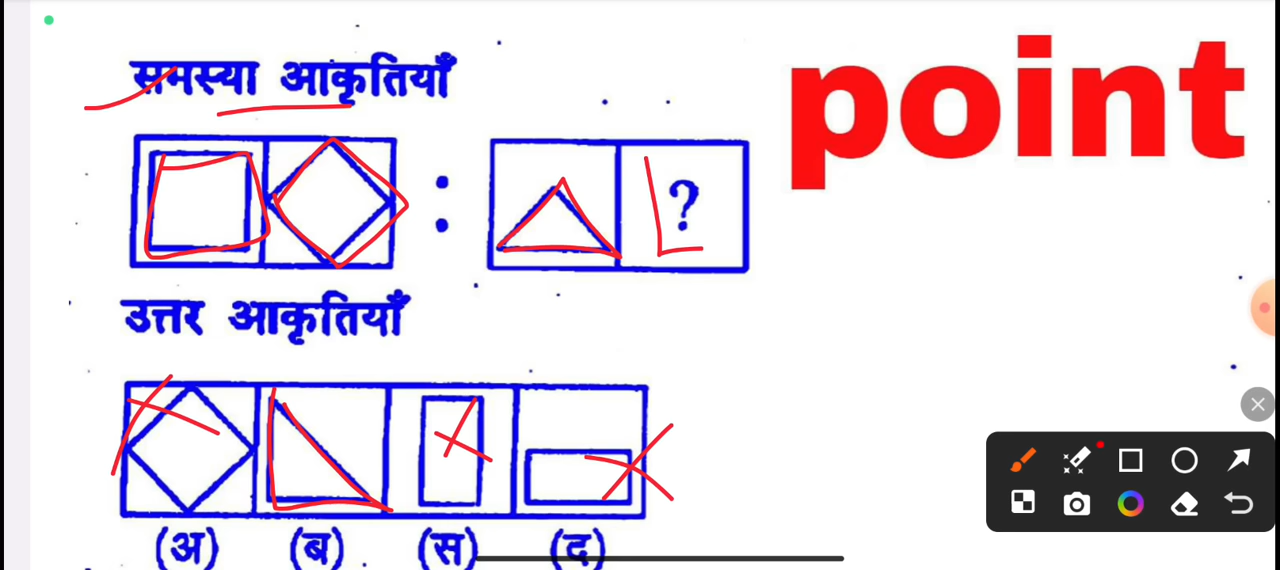 समस्या आकृतियाँ
point
: ?
उत्तर आकृतियाँ
(अ) (ब) (स) (द)